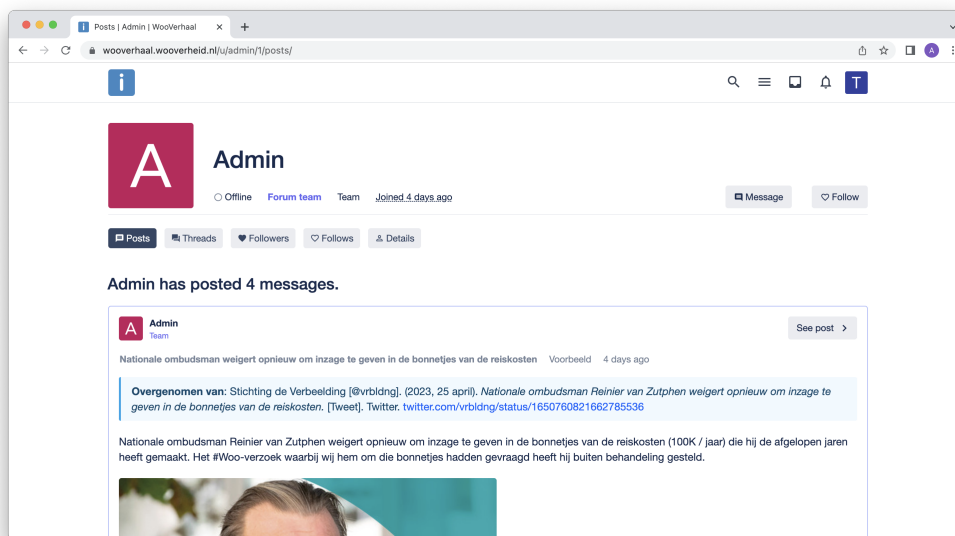 Posts | Admin | WooVerhaal
wooverhaal.wooverheid.nl/u/admin/1/posts/
A
i
T
A
Admin
Offline Forum team Team Joined 4 days ago
Message Follow
Posts Threads Followers Follows Details
Admin has posted 4 messages.
A Admin
Team
See post
Nationale ombudsman weigert opnieuw om inzage te geven in de bonnetjes van de reiskosten Voorbeeld 4 days ago
Overgenomen van: Stichting de Verbeelding [@vrbldng]. (2023, 25 april). Nationale ombudsman Reinier van Zutphen weigert opnieuw om inzage te
geven in de bonnetjes van de reiskosten. [Tweet]. Twitter. twitter.com/vrbldng/status/1650760821662785536
Nationale ombudsman Reinier van Zutphen weigert opnieuw om inzage te geven in de bonnetjes van de reiskosten (100K / jaar) die hij de afgelopen jaren
heeft gemaakt. Het #Woo-verzoek waarbij wij hem om die bonnetjes hadden gevraagd heeft hij buiten behandeling gesteld.